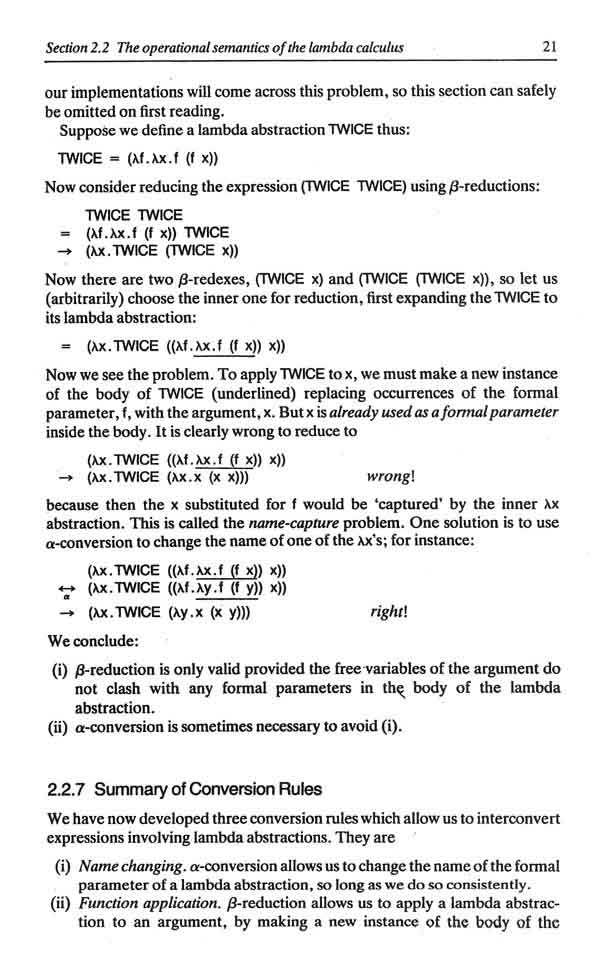 Section 2.2 The operational semantics of the lambda calculus 21
our implementations will come across this problem, so this section can safely
be omitted on first reading.
Suppose we define a lambda abstraction TWICE thus:
TWICE = (λf.λx.f (f x))
Now consider reducing the expression (TWICE TWICE) using β-reductions:
TWICE TWICE
= (λf.λx.f (f x)) TWICE
→ (λx.TWICE (TWICE x))
Now there are two β-redexes, (TWICE x) and (TWICE (TWICE x)), so let us
(arbitrarily) choose the inner one for reduction, first expanding the TWICE to
its lambda abstraction:
= (λx.TWICE ((λf.λx.f (f x)) x))
Now we see the problem. To apply TWICE to x, we must make a new instance
of the body of TWICE (underlined) replacing occurrences of the formal
parameter, f, with the argument, x. But x is already used as a formal parameter
inside the body. It is clearly wrong to reduce to
(λx.TWICE ((λf.λx.f (f x)) x))
→ (λx.TWICE (λx.x (x x))) wrong!
because then the x substituted for f would be ‘captured’ by the inner λx
abstraction. This is called the name-capture problem. One solution is to use
α-conversion to change the name of one of the λx's; for instance:
(λx.TWICE ((λf.λx.f (f x)) x))
↔ (λx.TWICE ((λf.λy.f (f y)) x))
α
→ (λx.TWICE (λy.x (x y))) right!
We conclude:
(i) β-reduction is only valid provided the free variables of the argument do
not clash with any formal parameters in the body of the lambda
abstraction.
(ii) α-conversion is sometimes necessary to avoid (i).
2.2.7 Summary of Conversion Rules
We have now developed three conversion rules which allow us to interconvert
expressions involving lambda abstractions. They are
(i) Name changing. α-conversion allows us to change the name of the formal
parameter of a lambda abstraction, so long as we do so consistently.
(ii) Function application. β-reduction allows us to apply a lambda abstrac-
tion to an argument, by making a new instance of the body of the